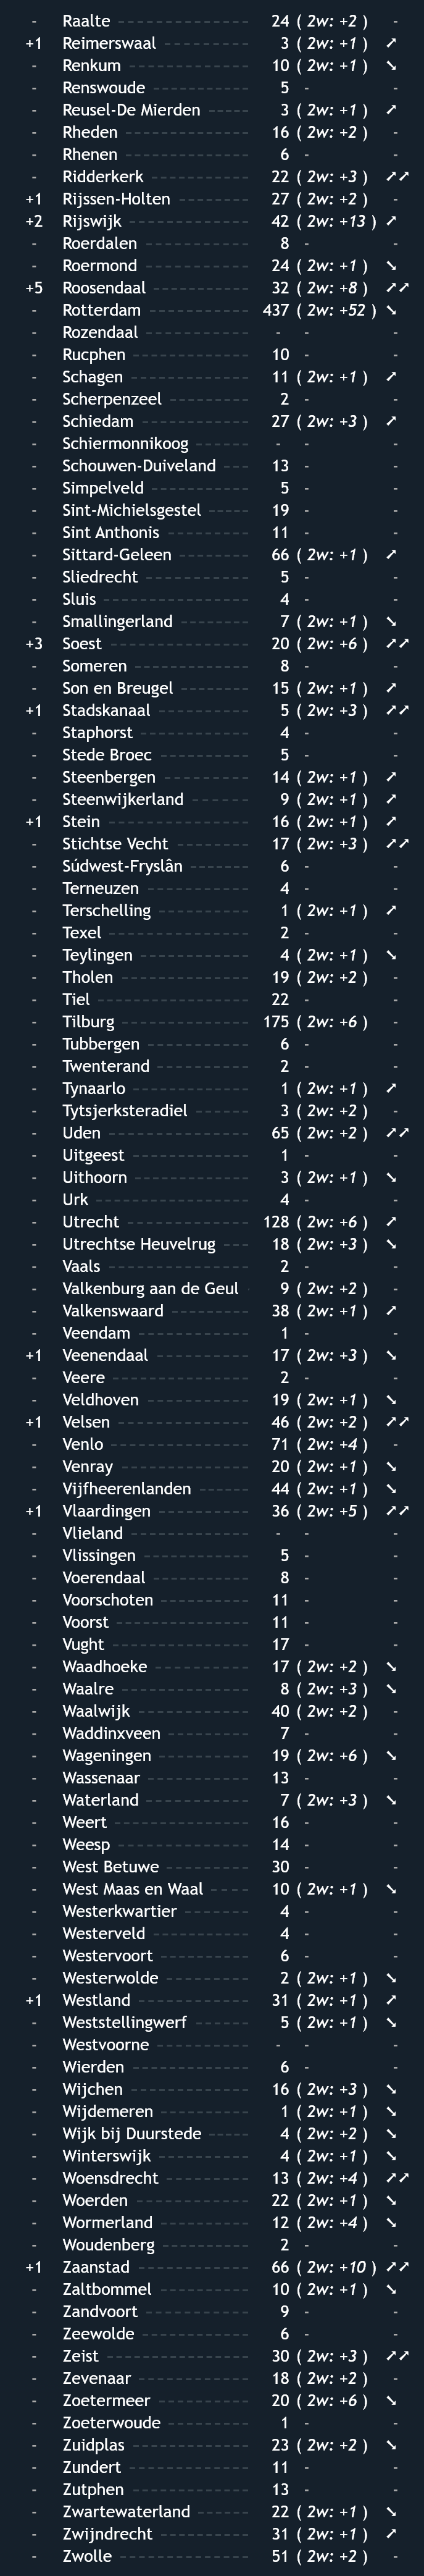 - Raalte 24 ( 2w: +2 ) -
+1 Reimerswaal 3 ( 2w: +1 ) ➚
- Renkum 10 ( 2w: +1 ) ➘
- Renswoude 5 - -
- Reusel-De Mierden 3 ( 2w: +1 ) ➚
- Rheden 16 ( 2w: +2 ) -
- Rhenen 6 - -
- Ridderkerk 22 ( 2w: +3 ) ➚➚
+1 Rijssen-Holten 27 ( 2w: +2 ) -
+2 Rijswijk 42 ( 2w: +13 ) ➚
- Roerdalen 8 - -
- Roermond 24 ( 2w: +1 ) ➘
+5 Roosendaal 32 ( 2w: +8 ) ➚➚
- Rotterdam 437 ( 2w: +52 ) ➘
- Rozendaal - - -
- Rucphen 10 - -
- Schagen 11 ( 2w: +1 ) ➚
- Scherpenzeel 2 - -
- Schiedam 27 ( 2w: +3 ) ➚
- Schiermonnikoog - - -
- Schouwen-Duiveland 13 - -
- Simpelveld 5 - -
- Sint-Michielsgestel 19 - -
- Sint Anthonis 11 - -
- Sittard-Geleen 66 ( 2w: +1 ) ➚
- Sliedrecht 5 - -
- Sluis 4 - -
- Smallingerland 7 ( 2w: +1 ) ➘
+3 Soest 20 ( 2w: +6 ) ➚➚
- Someren 8 - -
- Son en Breugel 15 ( 2w: +1 ) ➚
+1 Stadskanaal 5 ( 2w: +3 ) ➚➚
- Staphorst 4 - -
- Stede Broec 5 - -
- Steenbergen 14 ( 2w: +1 ) ➚
- Steenwijkerland 9 ( 2w: +1 ) ➚
+1 Stein 16 ( 2w: +1 ) ➚
- Stichtse Vecht 17 ( 2w: +3 ) ➚➚
- Súdwest-Fryslân 6 - -
- Terneuzen 4 - -
- Terschelling 1 ( 2w: +1 ) ➚
- Texel 2 - -
- Teylingen 4 ( 2w: +1 ) ➘
- Tholen 19 ( 2w: +2 ) -
- Tiel 22 - -
- Tilburg 175 ( 2w: +6 ) -
- Tubbergen 6 - -
- Twenterand 2 - -
- Tynaarlo 1 ( 2w: +1 ) ➚
- Tytsjerksteradiel 3 ( 2w: +2 ) -
- Uden 65 ( 2w: +2 ) ➚➚
- Uitgeest 1 - -
- Uithoorn 3 ( 2w: +1 ) ➘
- Urk 4 - -
- Utrecht 128 ( 2w: +6 ) ➚
- Utrechtse Heuvelrug 18 ( 2w: +3 ) ➘
- Vaals 2 - -
- Valkenburg aan de Geul 9 ( 2w: +2 ) -
- Valkenswaard 38 ( 2w: +1 ) ➚
- Veendam 1 - -
+1 Veenendaal 17 ( 2w: +3 ) ➘
- Veere 2 - -
- Veldhoven 19 ( 2w: +1 ) ➘
+1 Velsen 46 ( 2w: +2 ) ➚➚
- Venlo 71 ( 2w: +4 ) -
- Venray 20 ( 2w: +1 ) ➘
- Vijfheerenlanden 44 ( 2w: +1 ) ➘
+1 Vlaardingen 36 ( 2w: +5 ) ➚➚
- Vlieland - - -
- Vlissingen 5 - -
- Voerendaal 8 - -
- Voorschoten 11 - -
- Voorst 11 - -
- Vught 17 - -
- Waadhoeke 17 ( 2w: +2 ) ➘
- Waalre 8 ( 2w: +3 ) ➘
- Waalwijk 40 ( 2w: +2 ) -
- Waddinxveen 7 - -
- Wageningen 19 ( 2w: +6 ) ➘
- Wassenaar 13 - -
- Waterland 7 ( 2w: +3 ) ➘
- Weert 16 - -
- Weesp 14 - -
- West Betuwe 30 - -
- West Maas en Waal 10 ( 2w: +1 ) ➘
- Westerkwartier 4 - -
- Westerveld 4 - -
- Westervoort 6 - -
- Westerwolde 2 ( 2w: +1 ) ➘
+1 Westland 31 ( 2w: +1 ) ➚
- Weststellingwerf 5 ( 2w: +1 ) ➘
- Westvoorne - - -
- Wierden 6 - -
- Wijchen 16 ( 2w: +3 ) ➘
- Wijdemeren 1 ( 2w: +1 ) ➘
- Wijk bij Duurstede 4 ( 2w: +2 ) ➘
- Winterswijk 4 ( 2w: +1 ) ➘
- Woensdrecht 13 ( 2w: +4 ) ➚➚
- Woerden 22 ( 2w: +1 ) ➘
- Wormerland 12 ( 2w: +4 ) ➘
- Woudenberg 2 - -
+1 Zaanstad 66 ( 2w: +10 ) ➚➚
- Zaltbommel 10 ( 2w: +1 ) ➘
- Zandvoort 9 - -
- Zeewolde 6 - -
- Zeist 30 ( 2w: +3 ) ➚➚
- Zevenaar 18 ( 2w: +2 ) -
- Zoetermeer 20 ( 2w: +6 ) ➘
- Zoeterwoude 1 - -
- Zuidplas 23 ( 2w: +2 ) ➘
- Zundert 11 - -
- Zutphen 13 - -
- Zwartewaterland 22 ( 2w: +1 ) ➘
- Zwijndrecht 31 ( 2w: +1 ) ➚
- Zwolle 51 ( 2w: +2 ) -